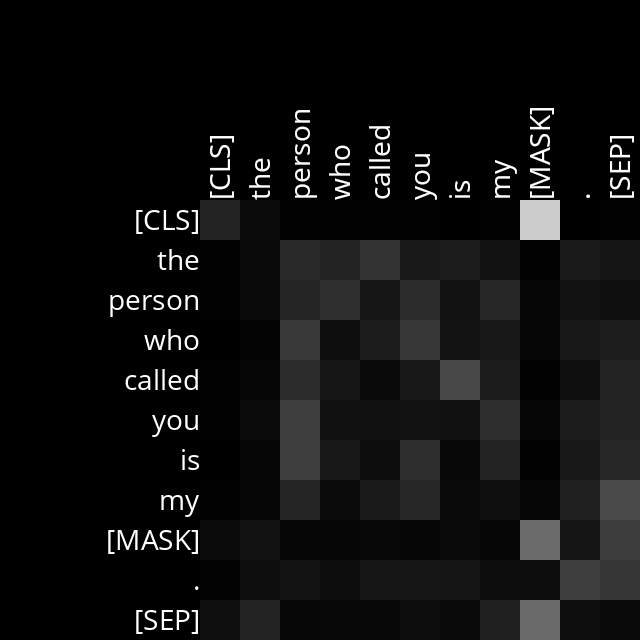 [CLS] the person who called you is my [MASK] . [SEP]
[CLS]
the
person
who
called
you
is
my
[MASK]
.
[SEP]